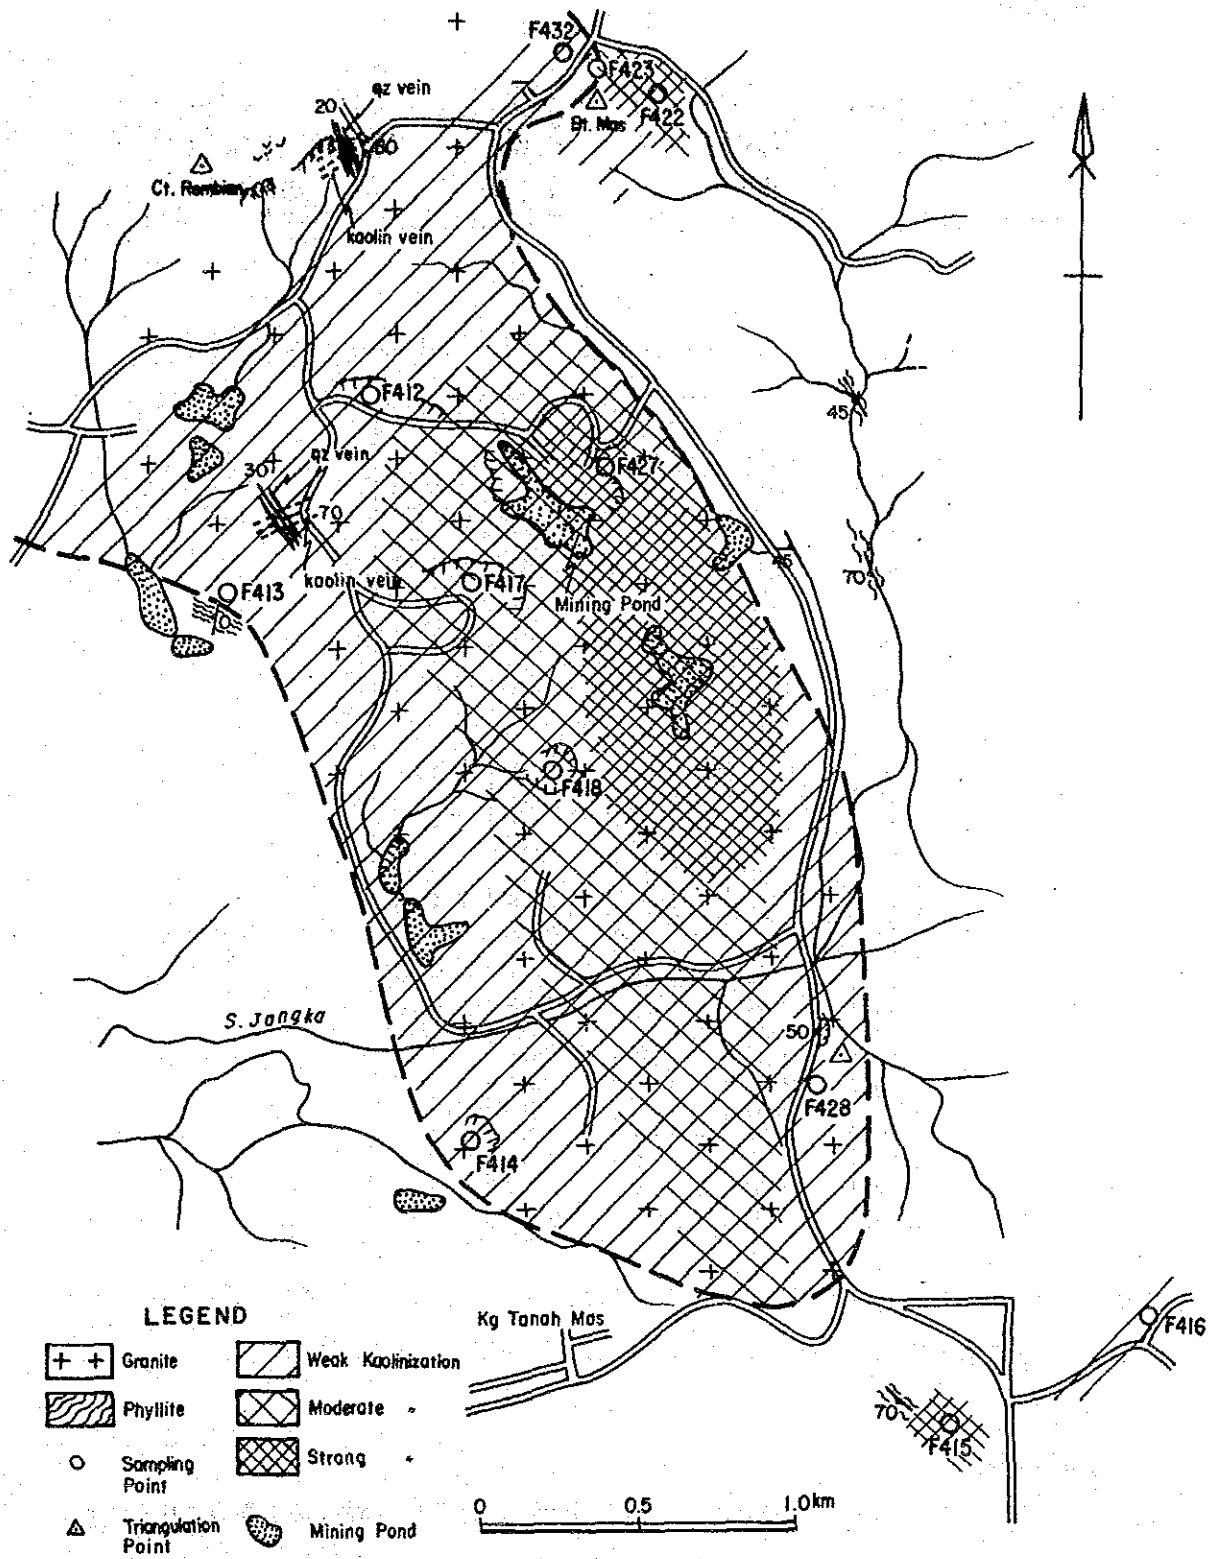 F432
F423
qz vein
20
F422
Bt. Mas
80
Ct. Rembian
kaolin vein
F412
45
qz vein
F427
30
70
45
70
kaolin vein
F417
F413
Mining Pond
F418
S. Jangka
50
F428
F414
Kg Tanah Mas
F416
70
F415
LEGEND
Granite
Weak Kaolinization
Phyllite
Moderate "
Sampling
Point
Strong "
Triangulation
Point
Mining Pond
0 0.5 1.0km